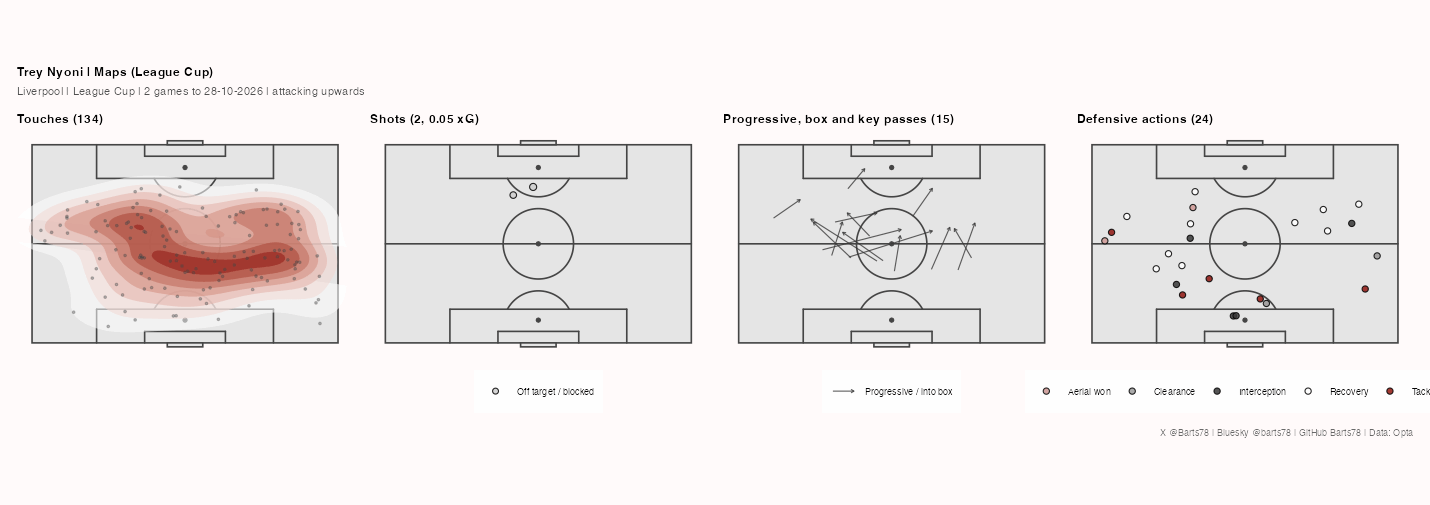 Trey Nyoni | Maps (League Cup)
Liverpool | League Cup | 2 games to 28-10-2026 | attacking upwards
Touches (134)
Shots (2, 0.05 xG)
Progressive, box and key passes (15)
Defensive actions (24)
Off target / blocked
Progressive / into box
Aerial won
Clearance
Interception
Recovery
Tack
X @Barts78 | Bluesky @barts78 | GitHub Barts78 | Data: Opta